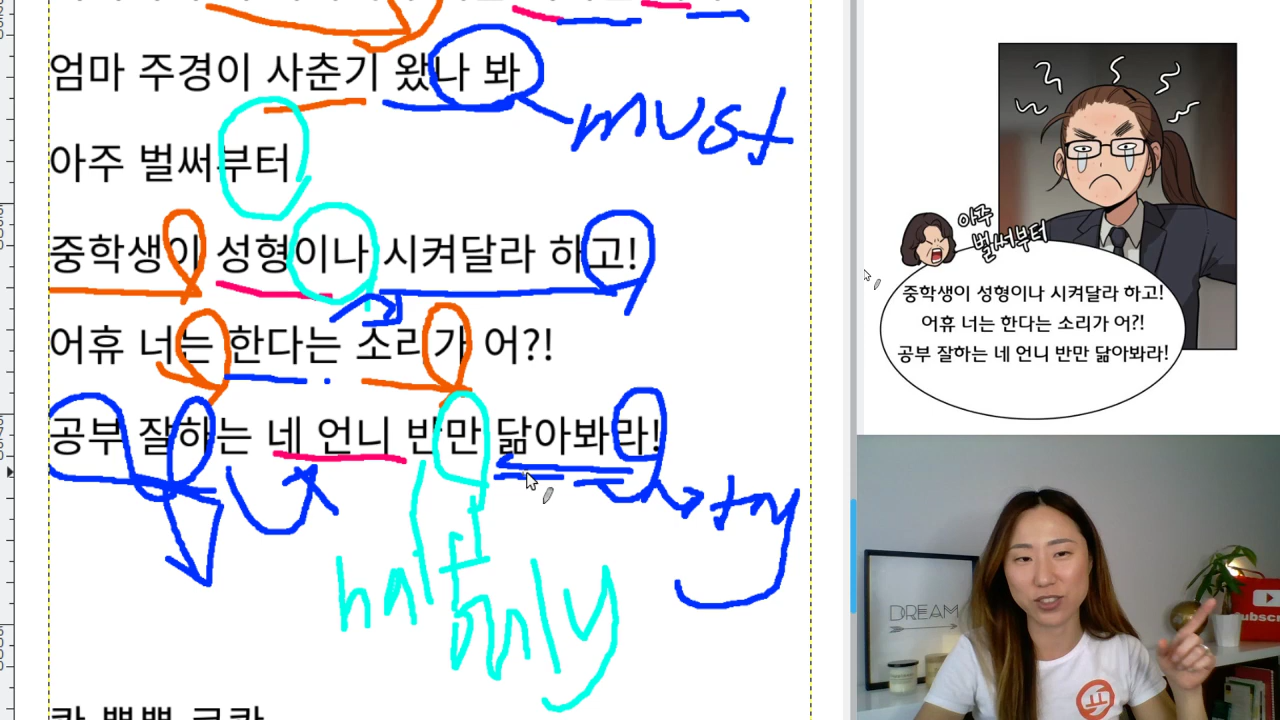 엄마 주경이 사춘기 왔나 봐
must
아주 벌써부터
중학생이 성형이나 시켜달라 하고!
어휴 너는 한다는 소리가 어?!
공부 잘하는 네 언니 반만 닮아봐라!
try
half
only
아주
벌써부터
중학생이 성형이나 시켜달라 하고!
어휴 너는 한다는 소리가 어?!
공부 잘하는 네 언니 반만 닮아봐라!
DREAM